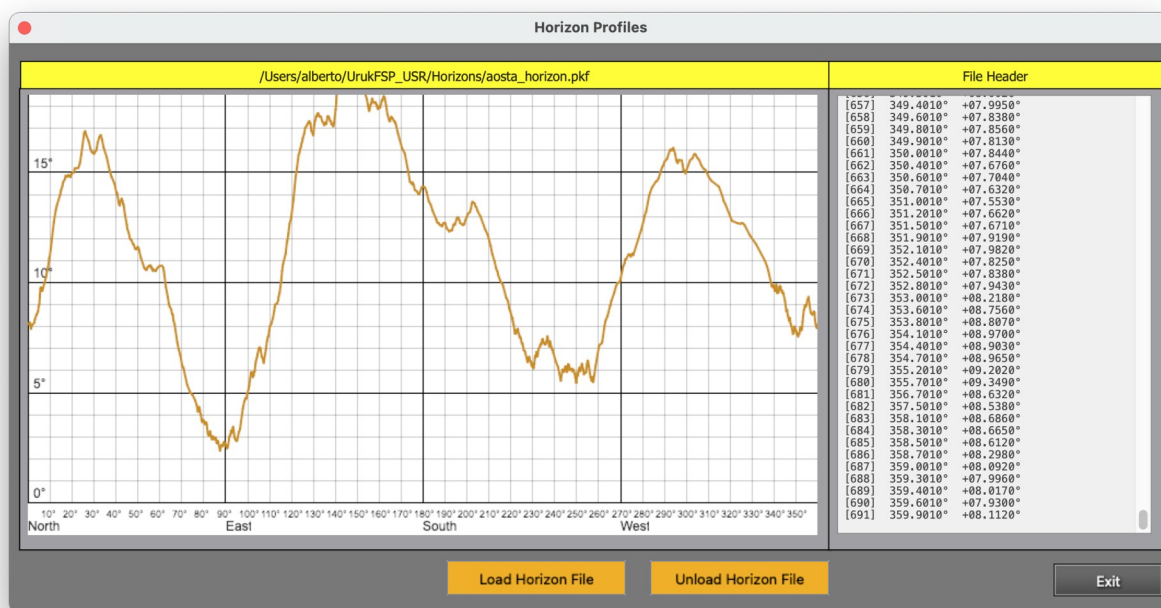 Horizon Profiles
/Users/alberto/UrukFSP_USR/Horizons/aosta_horizon.pkf
File Header
15°
10°
5°
0°
10° 20° 30° 40° 50° 60° 70° 80° 90° 100° 110° 120° 130° 140° 150° 160° 170° 180° 190° 200° 210° 220° 230° 240° 250° 260° 270° 280° 290° 300° 310° 320° 330° 340° 350°
North East South West
[657] 349.4010° +07.9950°
[658] 349.6010° +07.8380°
[659] 349.8010° +07.8560°
[660] 349.9010° +07.8130°
[661] 350.0010° +07.8440°
[662] 350.4010° +07.6760°
[663] 350.6010° +07.7040°
[664] 350.7010° +07.6320°
[665] 351.0010° +07.5530°
[666] 351.2010° +07.6620°
[667] 351.5010° +07.6710°
[668] 351.9010° +07.9190°
[669] 352.1010° +07.9820°
[670] 352.4010° +07.8250°
[671] 352.5010° +07.8380°
[672] 352.8010° +07.9430°
[673] 353.0010° +08.2180°
[674] 353.6010° +08.7560°
[675] 353.8010° +08.8070°
[676] 354.1010° +08.9700°
[677] 354.4010° +08.9030°
[678] 354.7010° +08.9650°
[679] 355.2010° +09.2020°
[680] 355.7010° +09.3490°
[681] 356.7010° +08.6320°
[682] 357.5010° +08.5380°
[683] 358.1010° +08.6860°
[684] 358.3010° +08.6650°
[685] 358.5010° +08.6120°
[686] 358.7010° +08.2980°
[687] 359.0010° +08.0920°
[688] 359.3010° +07.9960°
[689] 359.4010° +08.0170°
[690] 359.6010° +07.9300°
[691] 359.9010° +08.1120°
Load Horizon File
Unload Horizon File
Exit